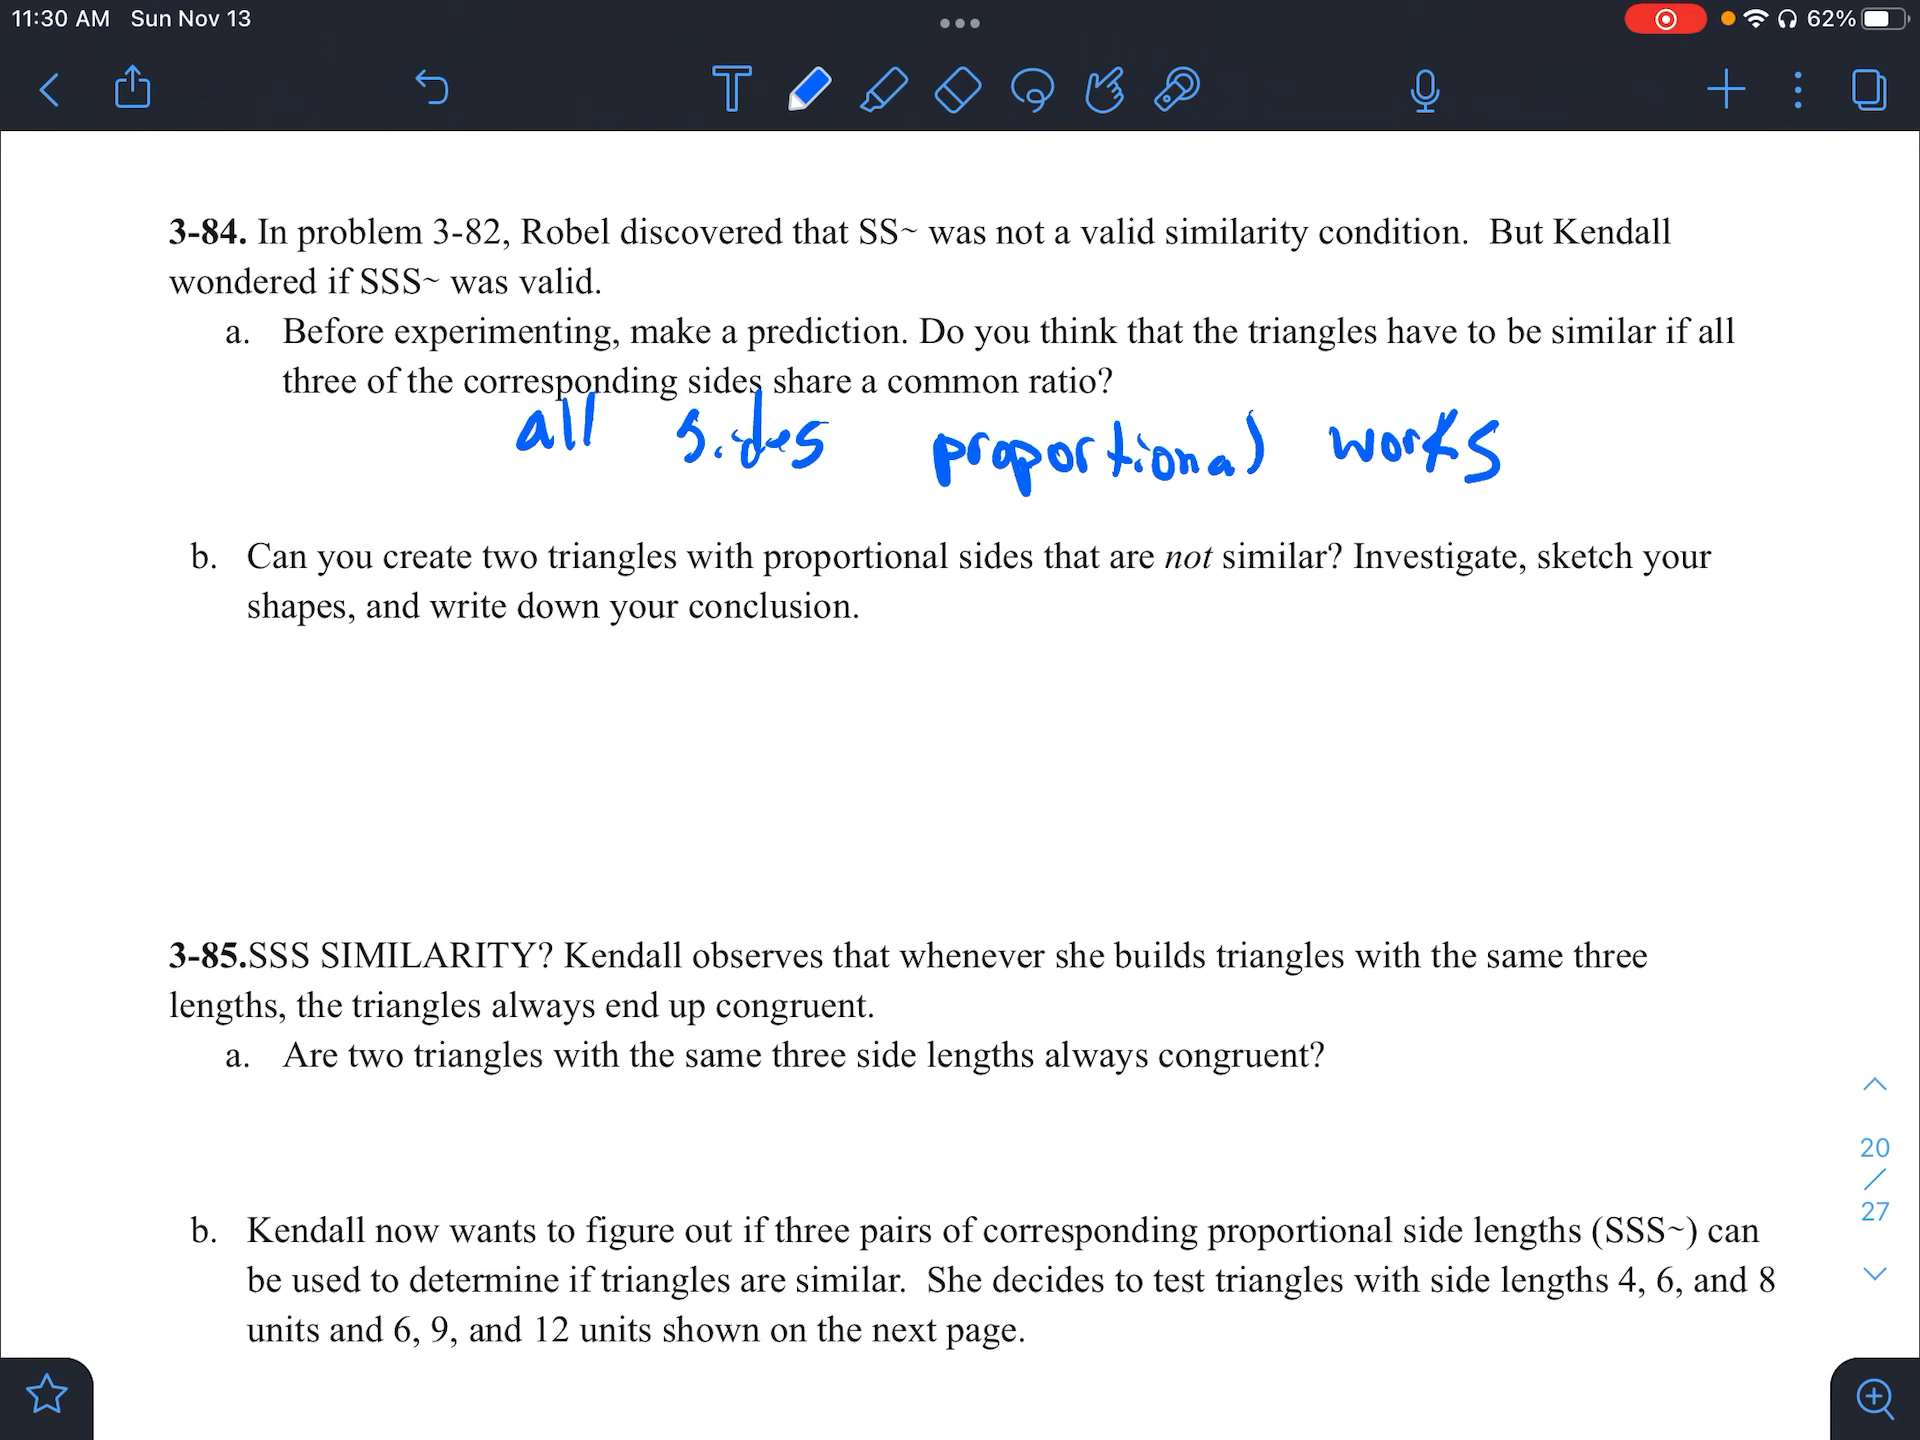 11:30 AM Sun Nov 13
62%
T
3-84. In problem 3-82, Robel discovered that SS~ was not a valid similarity condition. But Kendall
wondered if SSS~ was valid.
a. Before experimenting, make a prediction. Do you think that the triangles have to be similar if all
three of the corresponding sides share a common ratio?
all sides proportional works
b. Can you create two triangles with proportional sides that are not similar? Investigate, sketch your
shapes, and write down your conclusion.
3-85.SSS SIMILARITY? Kendall observes that whenever she builds triangles with the same three
lengths, the triangles always end up congruent.
a. Are two triangles with the same three side lengths always congruent?
20
/
27
b. Kendall now wants to figure out if three pairs of corresponding proportional side lengths (SSS~) can
be used to determine if triangles are similar. She decides to test triangles with side lengths 4, 6, and 8
units and 6, 9, and 12 units shown on the next page.